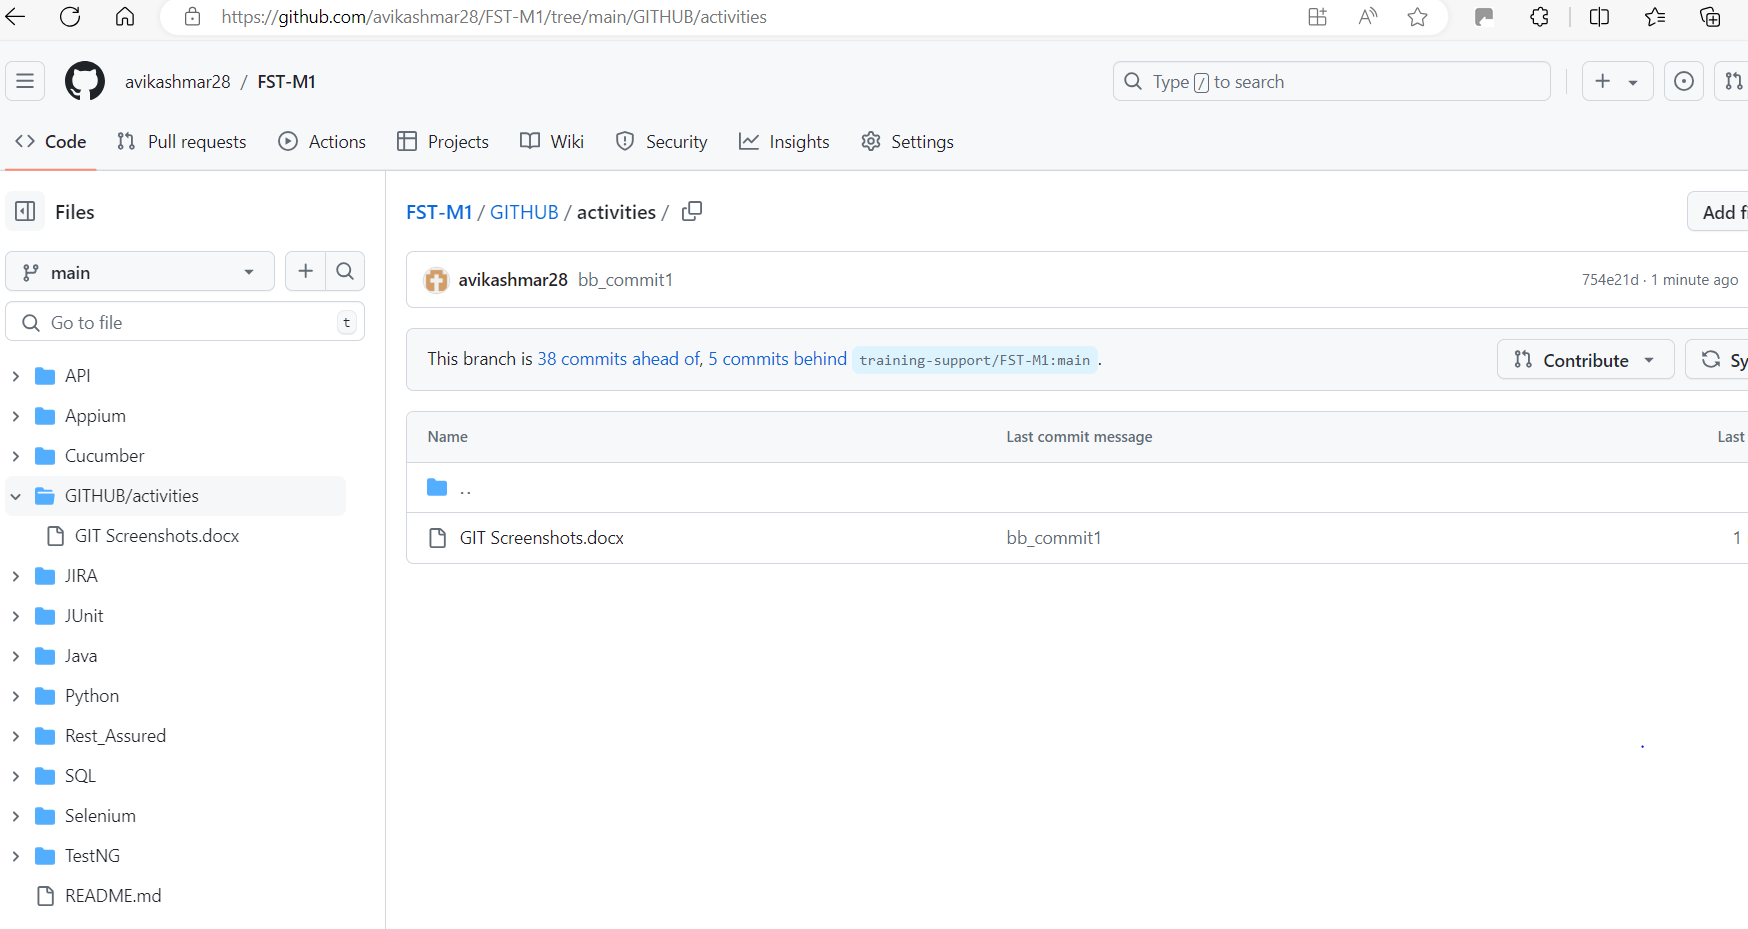 https://github.com/avikashmar28/FST-M1/tree/main/GITHUB/activities
avikashmar28 / FST-M1
Type / to search
Code
Pull requests
Actions
Projects
Wiki
Security
Insights
Settings
Files
main
Go to file
t
API
Appium
Cucumber
GITHUB/activities
GIT Screenshots.docx
JIRA
JUnit
Java
Python
Rest_Assured
SQL
Selenium
TestNG
README.md
FST-M1 / GITHUB / activities /
Add f
avikashmar28 bb_commit1
754e21d · 1 minute ago
This branch is 38 commits ahead of, 5 commits behind training-support/FST-M1:main.
Contribute
Sy
Name Last commit message Last
..
GIT Screenshots.docx bb_commit1 1